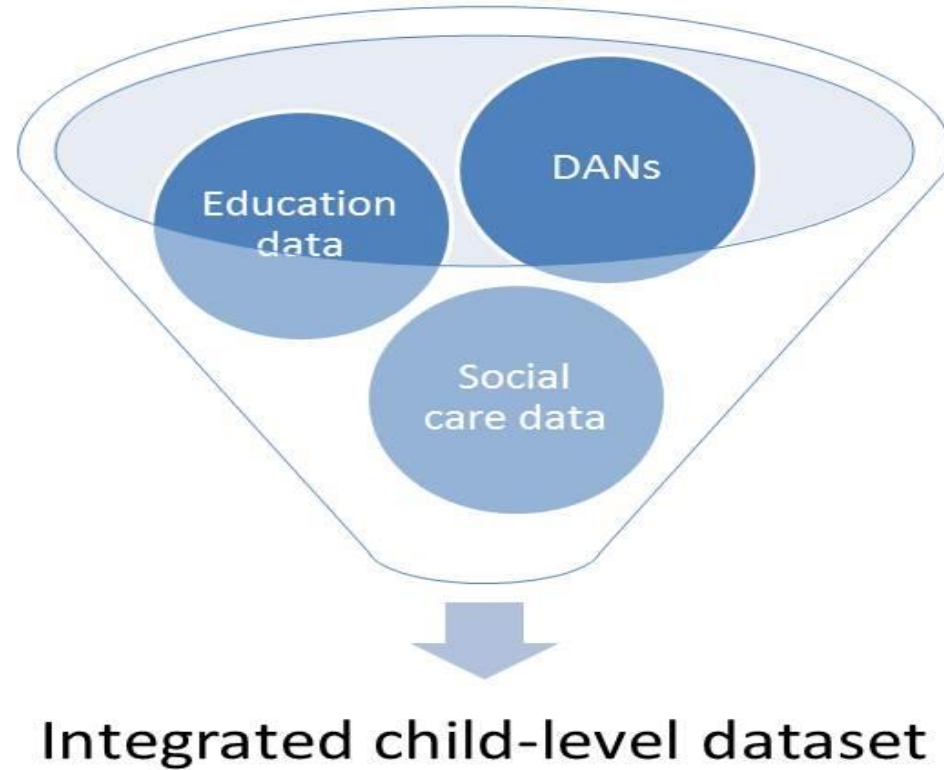 DANs
Education
data
Social
care data
Integrated child-level dataset